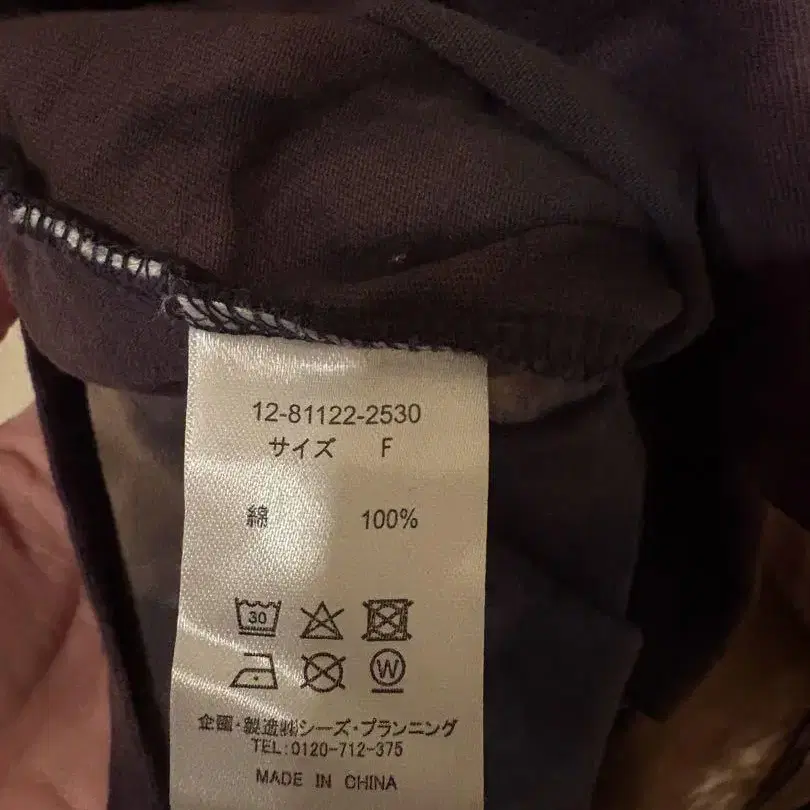 12-81122-2530
サイズ F
綿 100%
30
W
企画・製造㈱シーズ・プランニング
TEL:0120-712-375
MADE IN CHINA